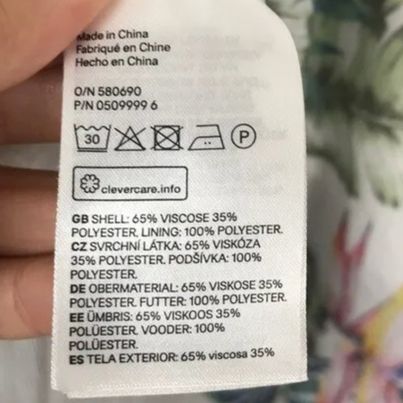 Made in China
Fabriqué en Chine
Hecho en China
O/N 580690
P/N 0509999 6
30 P
clevercare.info
GB SHELL: 65% VISCOSE 35%
POLYESTER. LINING: 100% POLYESTER.
CZ SVRCHNÍ LÁTKA: 65% VISKÓZA
35% POLYESTER. PODŠÍVKA: 100%
POLYESTER.
DE OBERMATERIAL: 65% VISKOSE 35%
POLYESTER. FUTTER: 100% POLYESTER.
EE ÜMBRIS: 65% VISKOOS 35%
POLÜESTER. VOODER: 100%
POLÜESTER.
ES TELA EXTERIOR: 65% viscosa 35%